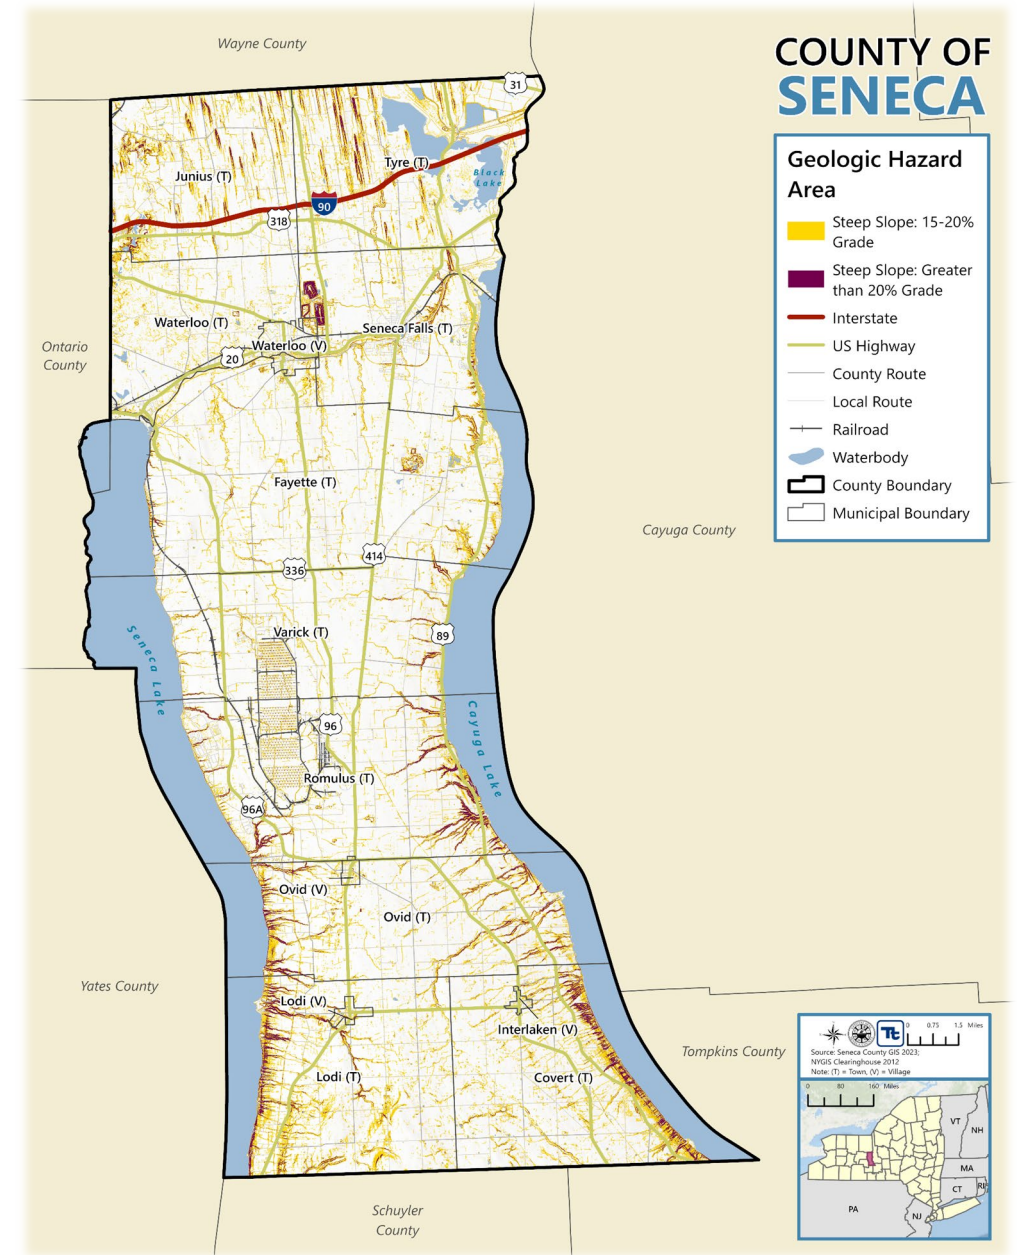 COUNTY OF
SENECA
Geologic Hazard
Area
Steep Slope: 15-20%
Grade
Steep Slope: Greater
than 20% Grade
Interstate
US Highway
County Route
Local Route
Railroad
Waterbody
County Boundary
Municipal Boundary
Wayne County
31
Tyre (T)
Junius (T)
Black
Lake
90
318
Waterloo (T)
Seneca Falls (T)
Waterloo (V)
Ontario
County
20
Fayette (T)
Cayuga County
414
336
Varick (T)
89
Seneca Lake
96
Cayuga Lake
Romulus (T)
96A
Ovid (V)
Ovid (T)
Yates County
Lodi (V)
Interlaken (V)
Tompkins County
Lodi (T)
Covert (T)
Schuyler
County
Tt
0 0.75 1.5 Miles
Source: Seneca County GIS 2023;
NYGIS Clearinghouse 2012
Note: (T) = Town, (V) = Village
0 80 160 Miles
VT
NH
MA
CT
RI
PA
NJ